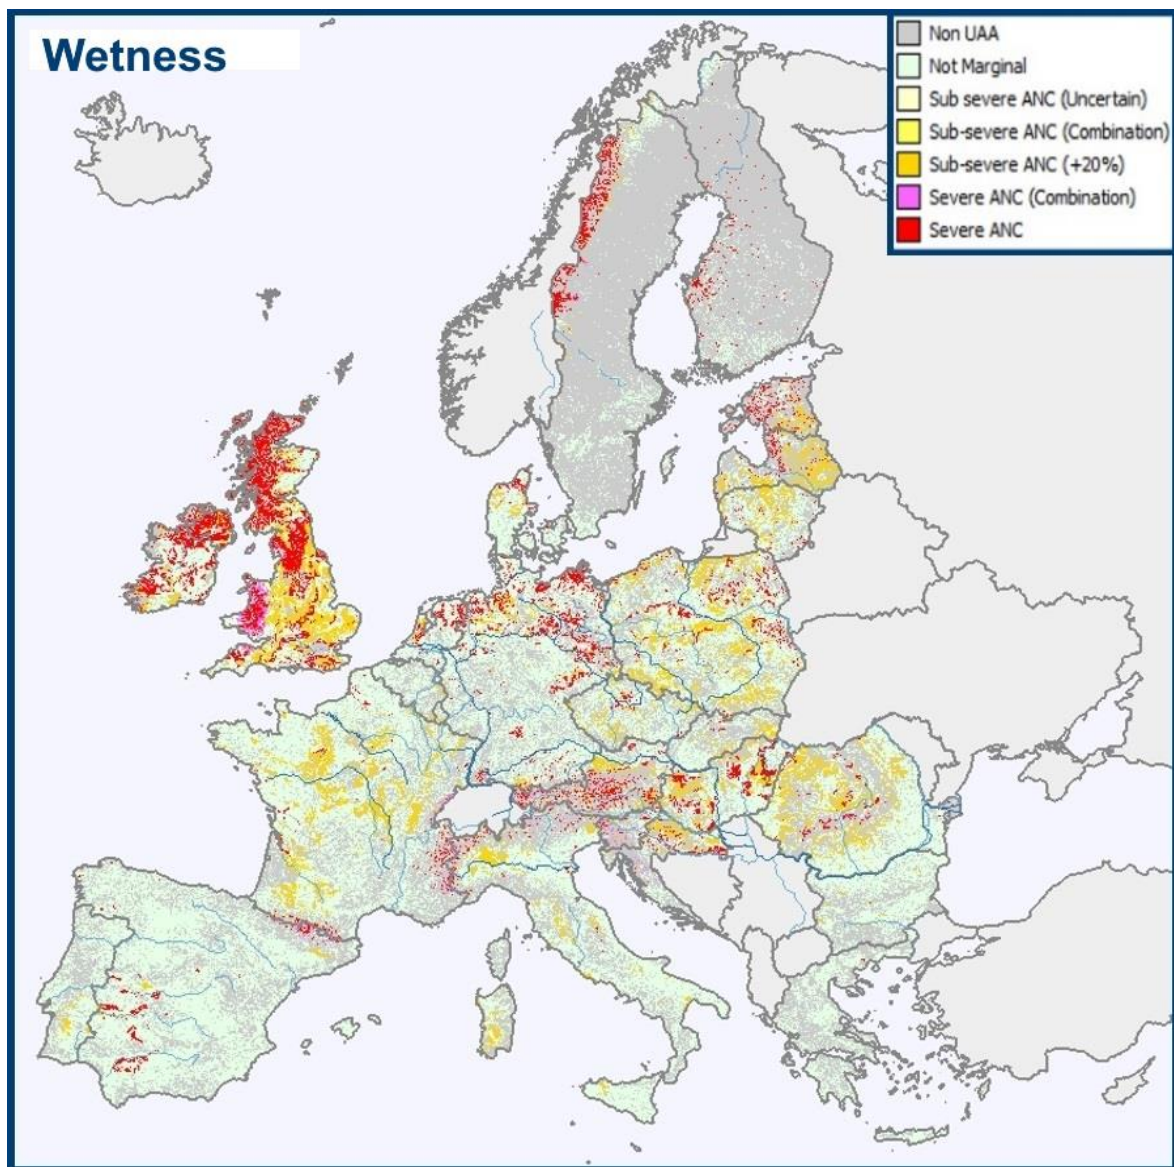 Wetness
Non UAA
Not Marginal
Sub severe ANC (Uncertain)
Sub-severe ANC (Combination)
Sub-severe ANC (+20%)
Severe ANC (Combination)
Severe ANC